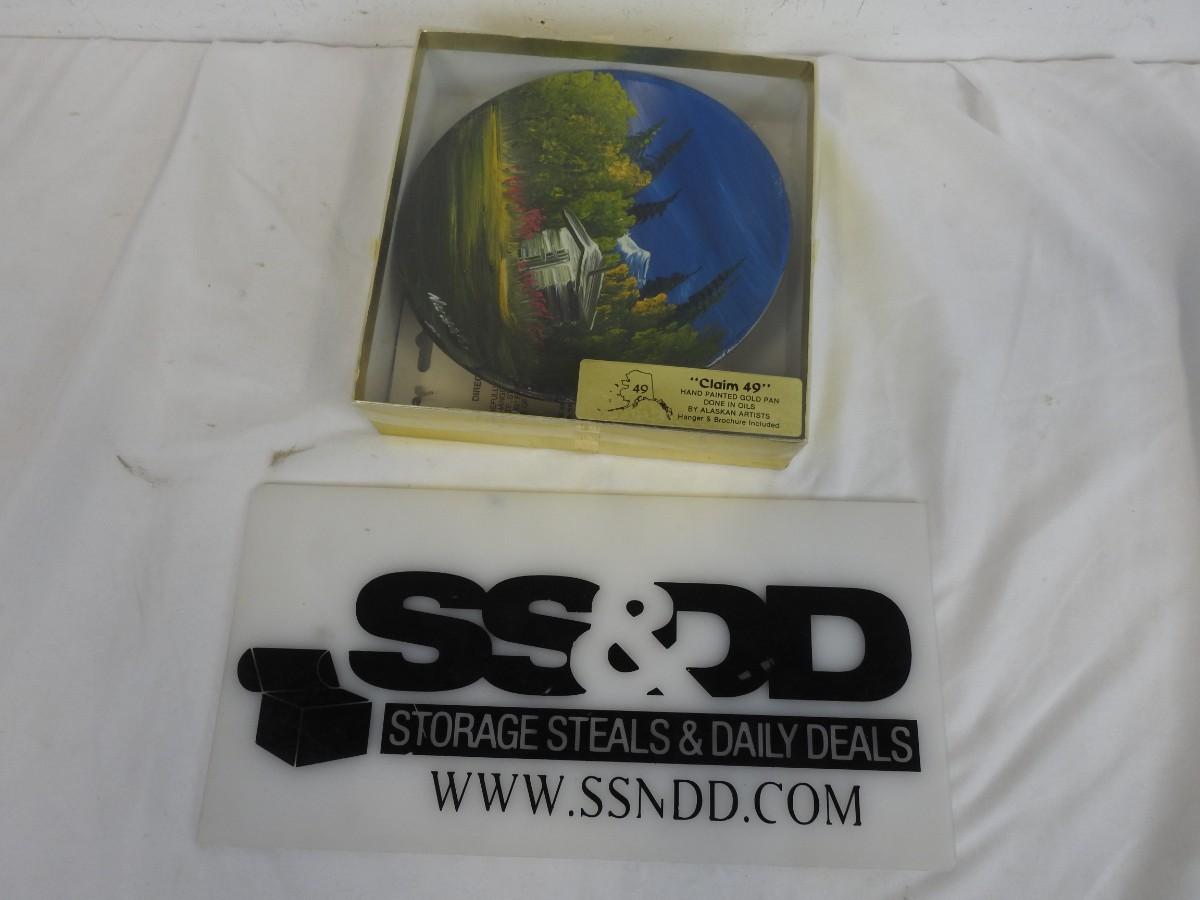 49
"Claim 49"
HAND PAINTED GOLD PAN
DONE IN OILS
BY ALASKAN ARTISTS
Hanger & Brochure Included
SS&DD
STORAGE STEALS & DAILY DEALS
WWW.SSNDD.COM